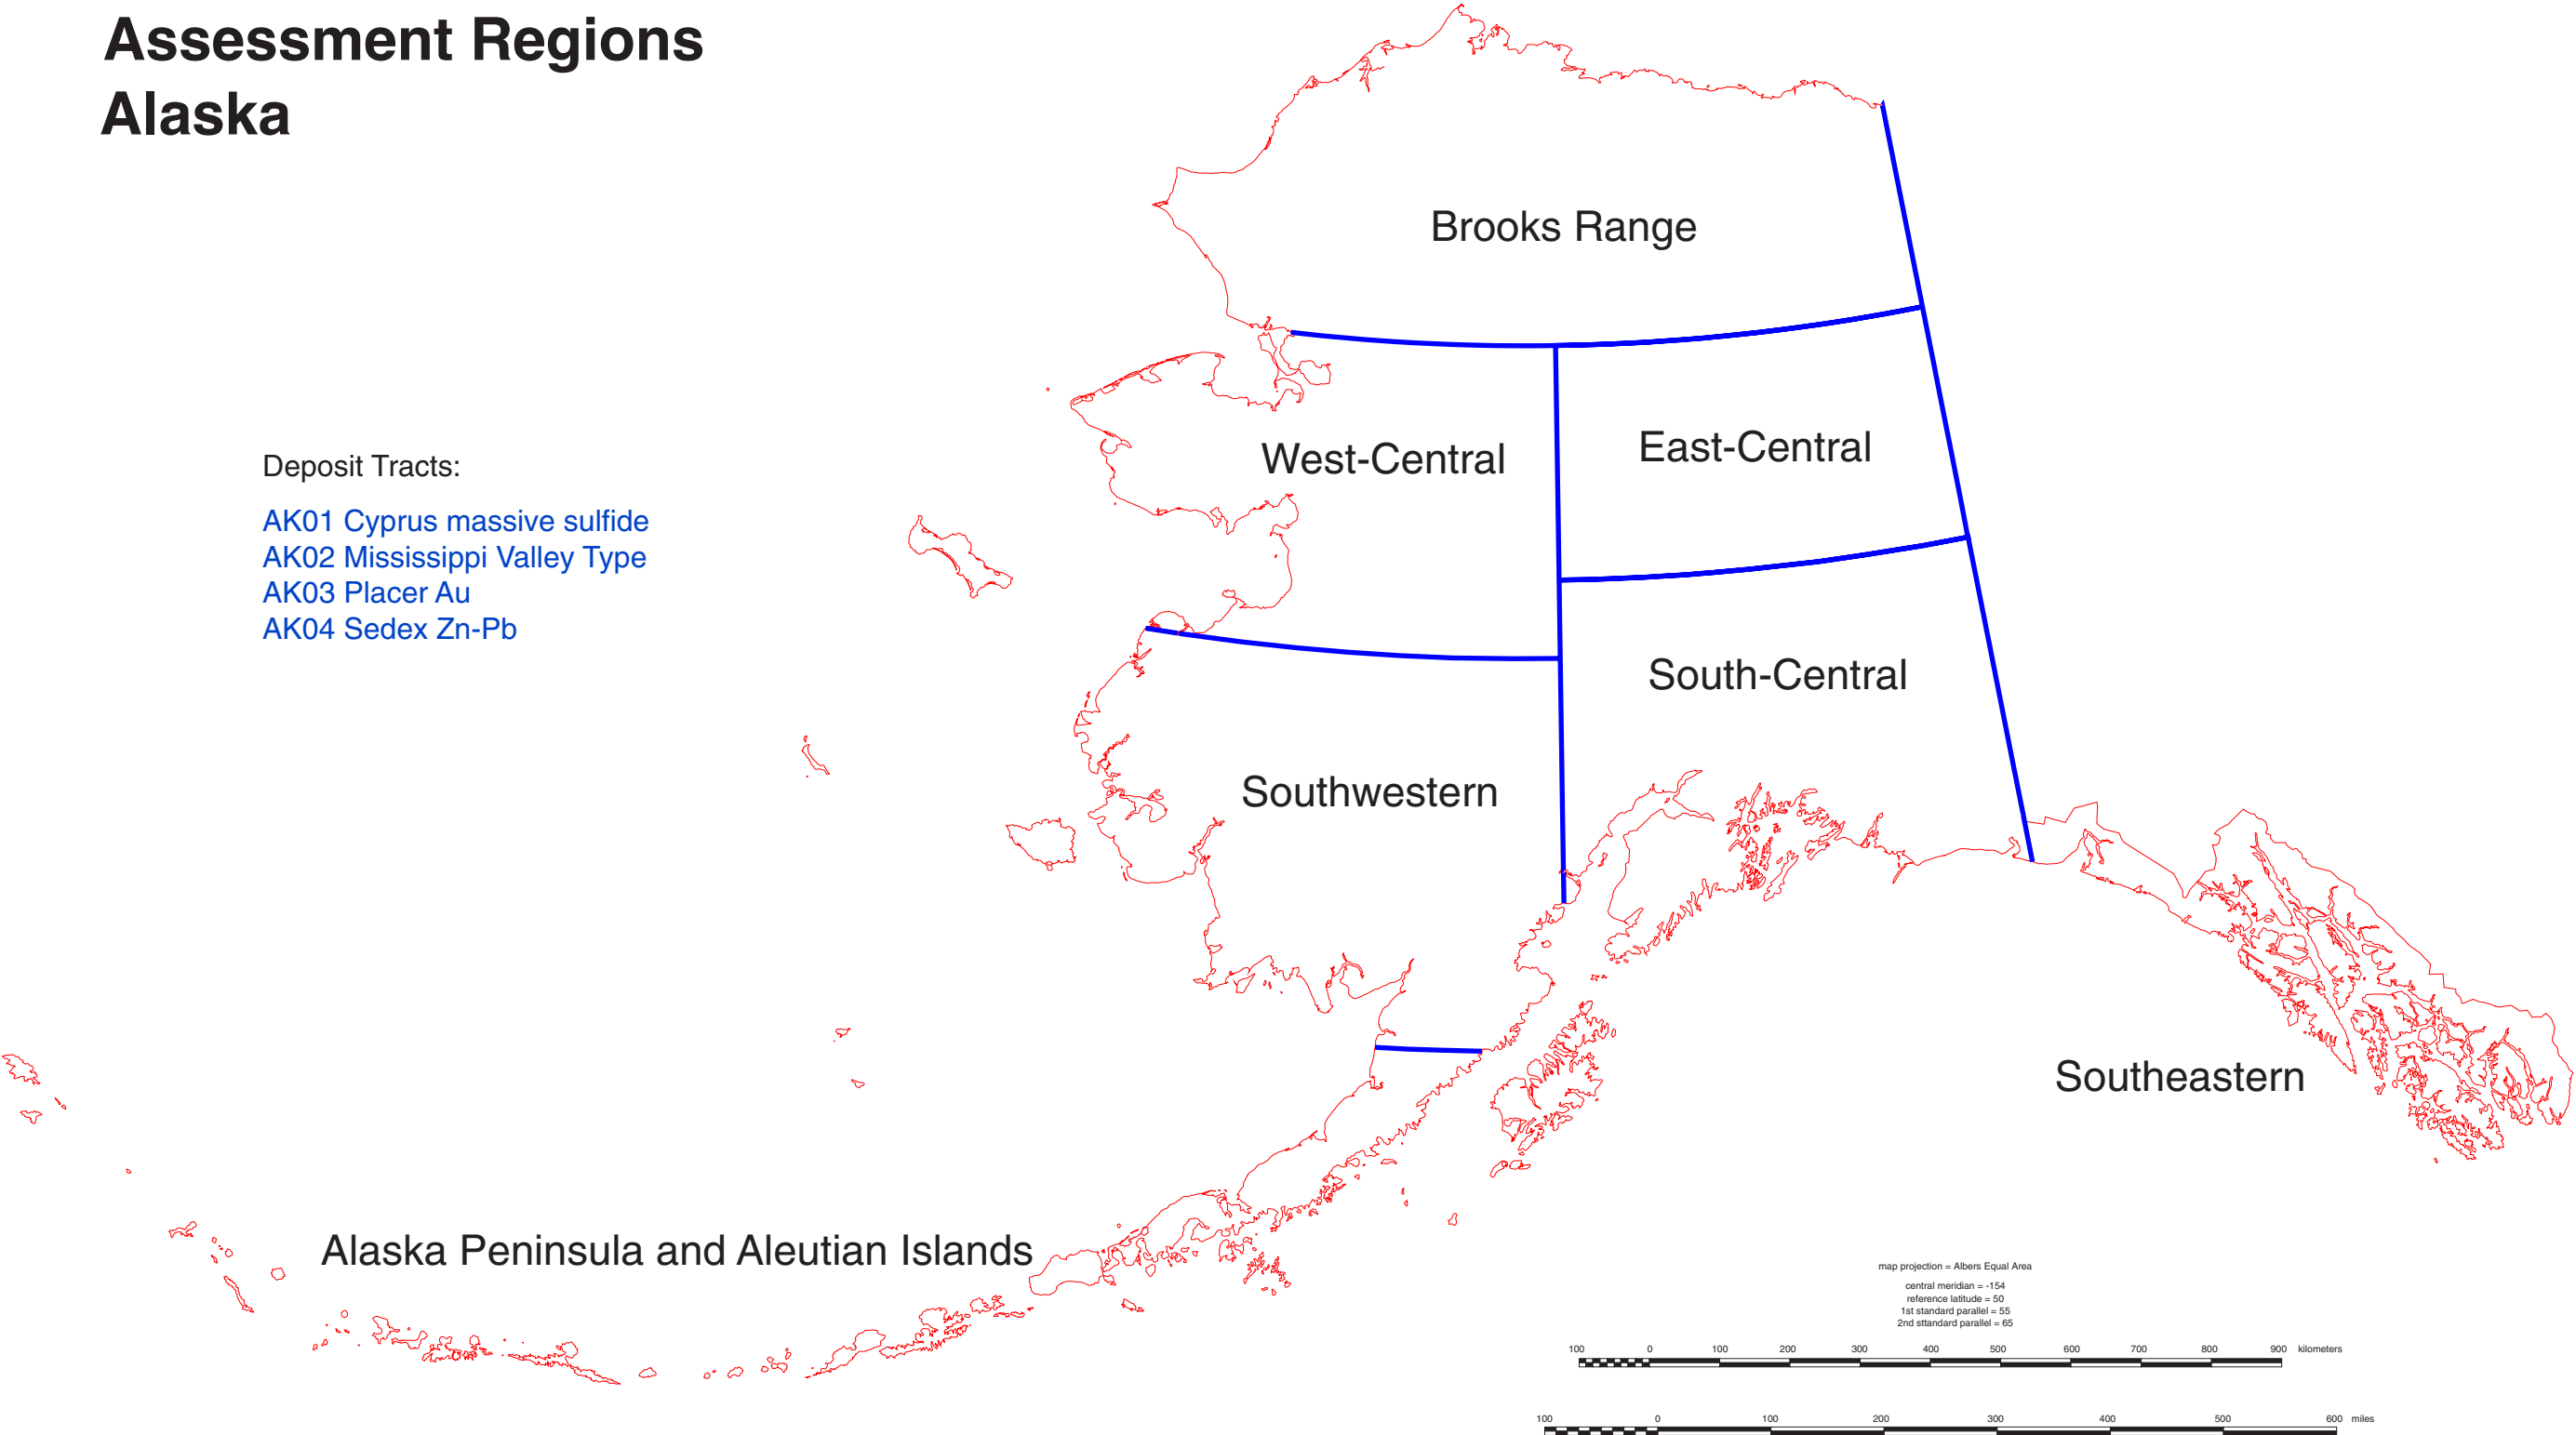 Assessment Regions
Alaska
Brooks Range
West-Central
East-Central
Deposit Tracts:
AK01 Cyprus massive sulfide
AK02 Mississippi Valley Type
AK03 Placer Au
AK04 Sedex Zn-Pb
South-Central
Southwestern
Southeastern
Alaska Peninsula and Aleutian Islands
map projection = Albers Equal Area
central meridian = -154
reference latitude = 50
1st standard parallel = 55
2nd sttandard parallel = 65
100 0 100 200 300 400 500 600 700 800 900 kilometers
100 0 100 200 300 400 500 600 miles